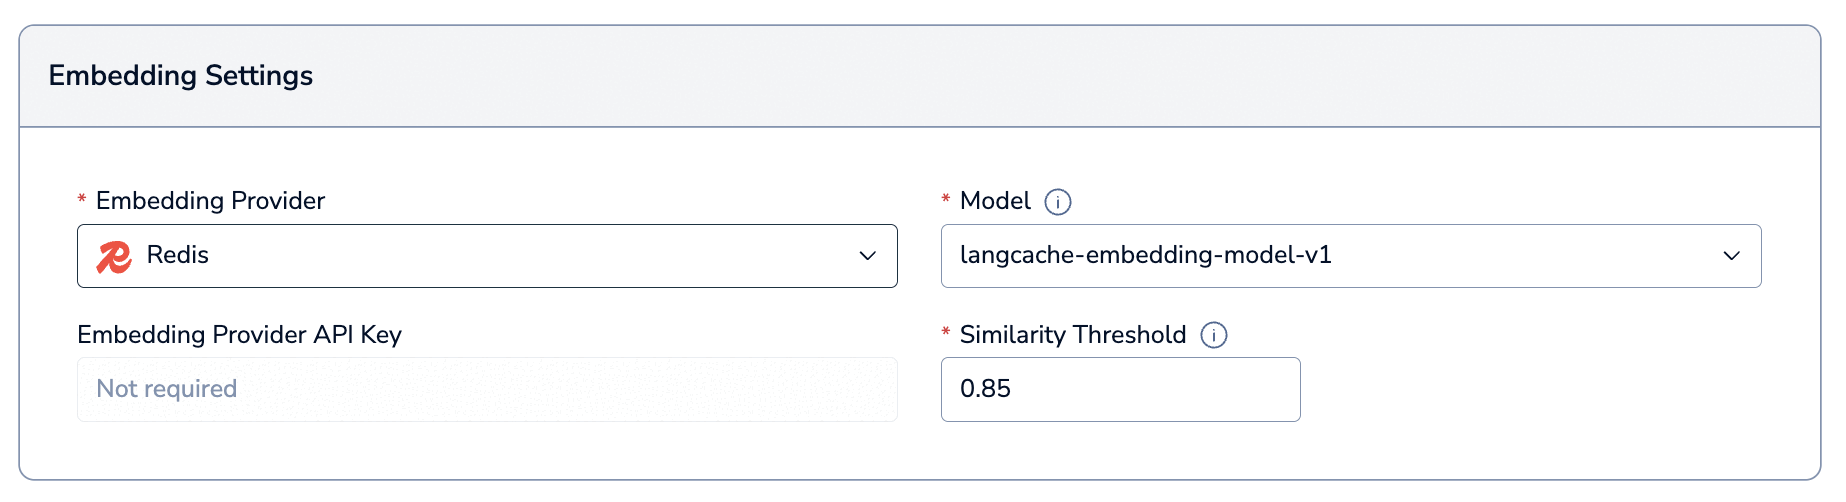 Embedding Settings
* Embedding Provider
Redis
* Model
langcache-embedding-model-v1
Embedding Provider API Key
Not required
* Similarity Threshold
0.85